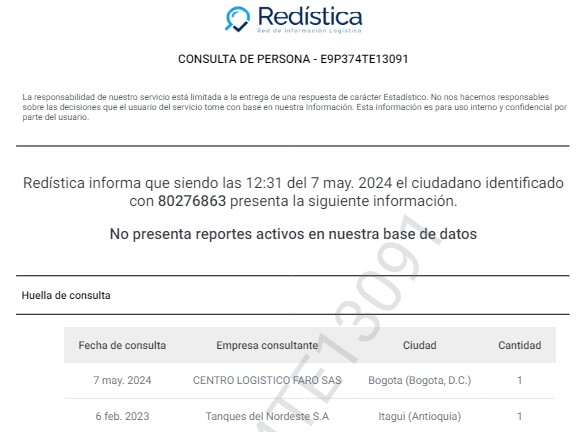 Redística
Red de Información Logística
CONSULTA DE PERSONA - E9P374TE13091
La responsabilidad de nuestro servicio está limitada a la entrega de una respuesta de carácter Estadístico. No nos hacemos responsables
sobre las decisiones que el usuario del servicio tome con base en nuestra Información. Esta información es para uso interno y confidencial por
parte del usuario.
Redística informa que siendo las 12:31 del 7 may. 2024 el ciudadano identificado
con 80276863 presenta la siguiente información.
No presenta reportes activos en nuestra base de datos
Huella de consulta
Fecha de consulta Empresa consultante Ciudad Cantidad
7 may. 2024 CENTRO LOGISTICO FARO SAS Bogota (Bogota, D.C.) 1
6 feb. 2023 Tanques del Nordeste S.A Itagui (Antioquia) 1
4TE13091